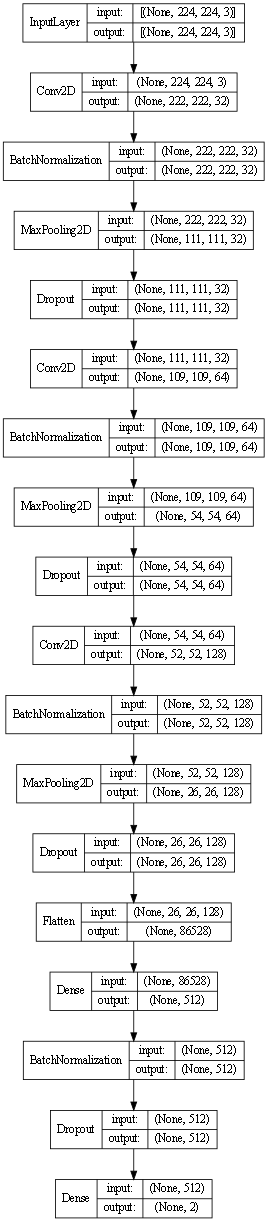 InputLayer input: [(None, 224, 224, 3)]
output: [(None, 224, 224, 3)]
Conv2D input: (None, 224, 224, 3)
output: (None, 222, 222, 32)
BatchNormalization input: (None, 222, 222, 32)
output: (None, 222, 222, 32)
MaxPooling2D input: (None, 222, 222, 32)
output: (None, 111, 111, 32)
Dropout input: (None, 111, 111, 32)
output: (None, 111, 111, 32)
Conv2D input: (None, 111, 111, 32)
output: (None, 109, 109, 64)
BatchNormalization input: (None, 109, 109, 64)
output: (None, 109, 109, 64)
MaxPooling2D input: (None, 109, 109, 64)
output: (None, 54, 54, 64)
Dropout input: (None, 54, 54, 64)
output: (None, 54, 54, 64)
Conv2D input: (None, 54, 54, 64)
output: (None, 52, 52, 128)
BatchNormalization input: (None, 52, 52, 128)
output: (None, 52, 52, 128)
MaxPooling2D input: (None, 52, 52, 128)
output: (None, 26, 26, 128)
Dropout input: (None, 26, 26, 128)
output: (None, 26, 26, 128)
Flatten input: (None, 26, 26, 128)
output: (None, 86528)
Dense input: (None, 86528)
output: (None, 512)
BatchNormalization input: (None, 512)
output: (None, 512)
Dropout input: (None, 512)
output: (None, 512)
Dense input: (None, 512)
output: (None, 2)